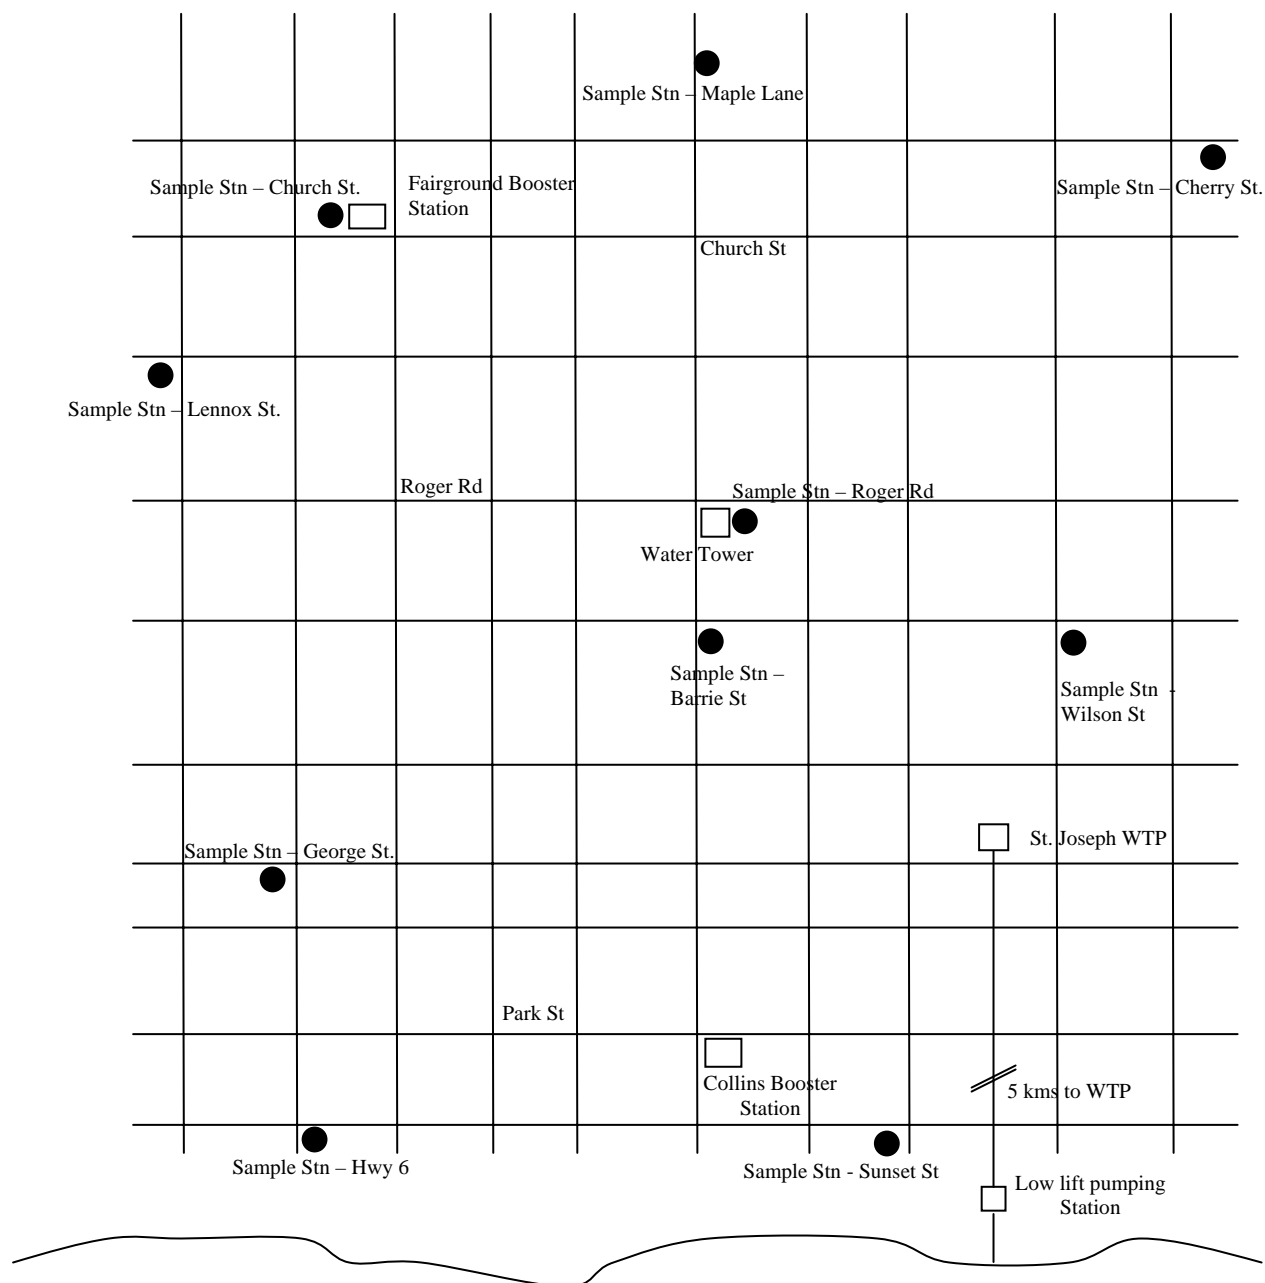 Sample Stn – Maple Lane
Sample Stn – Church St.
Fairground Booster
Station
Sample Stn – Cherry St.
Church St
Sample Stn – Lennox St.
Roger Rd
Sample Stn – Roger Rd
Water Tower
Sample Stn –
Barrie St
Sample Stn -
Wilson St
St. Joseph WTP
Sample Stn – George St.
Park St
Collins Booster
Station
5 kms to WTP
Sample Stn – Hwy 6
Sample Stn - Sunset St
Low lift pumping
Station